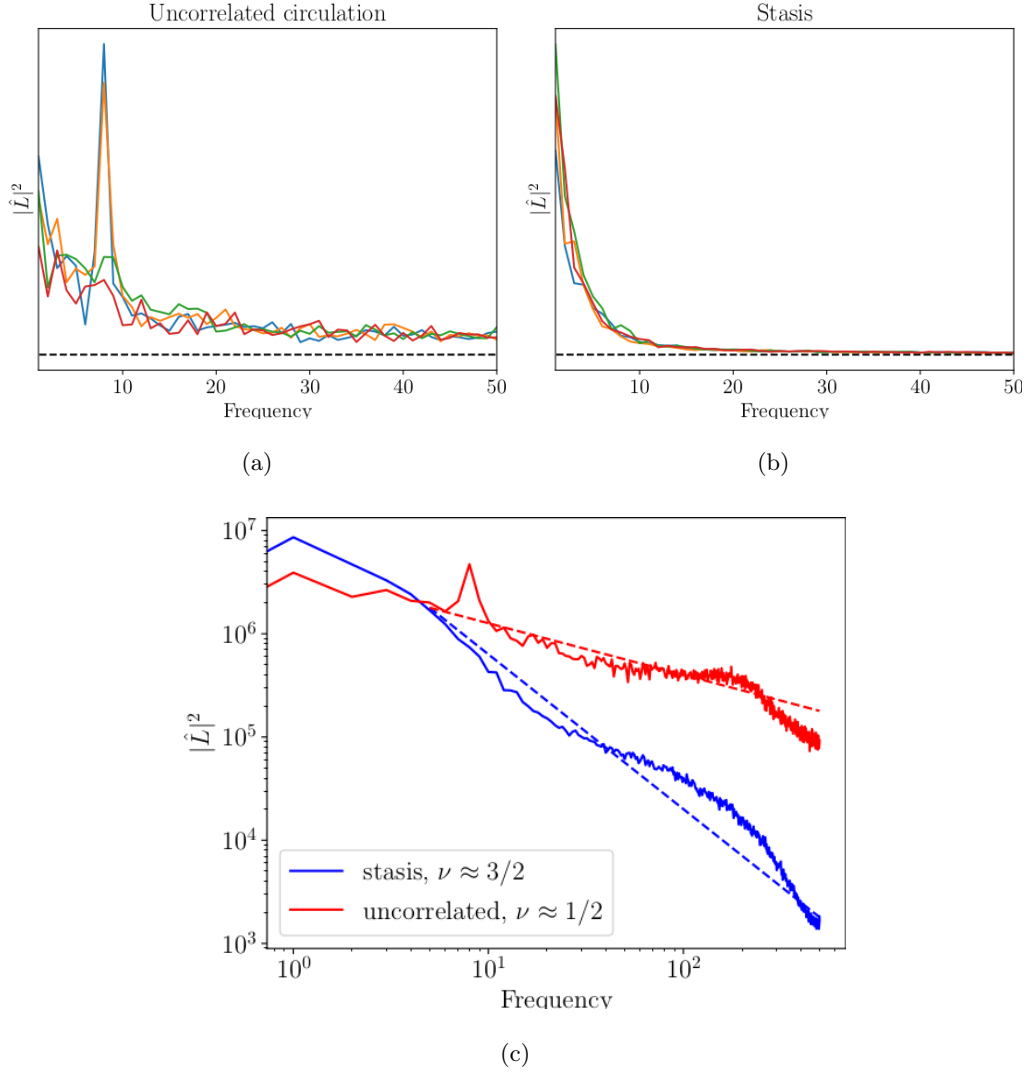 Uncorrelated circulation
|L̂|²
10 20 30 40 50
Frequency
(a)
Stasis
|L̂|²
10 20 30 40 50
Frequency
(b)
10⁷
10⁶
10⁵
10⁴
10³
|L̂|²
stasis, ν ≈ 3/2
uncorrelated, ν ≈ 1/2
10⁰ 10¹ 10²
Frequency
(c)